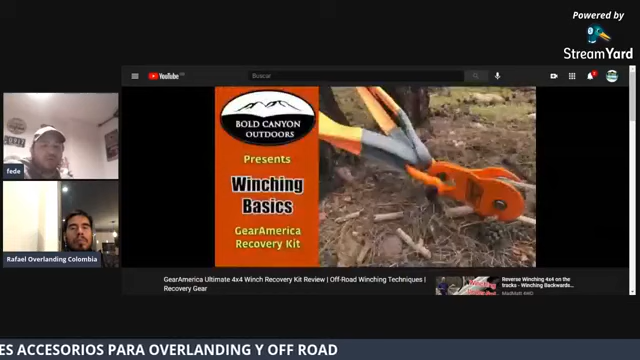 Powered by
StreamYard
YouTube
Buscar
BOLD CANYON
OUTDOORS
Presents
Winching
Basics
GearAmerica
Recovery Kit
fede
Rafael Overlanding Colombia
GearAmerica Ultimate 4x4 Winch Recovery Kit Review | Off-Road Winching Techniques |
Recovery Gear
Reverse Winching 4x4 on the
tracks - Winching Backwards...
ES ACCESORIOS PARA OVERLANDING Y OFF ROAD